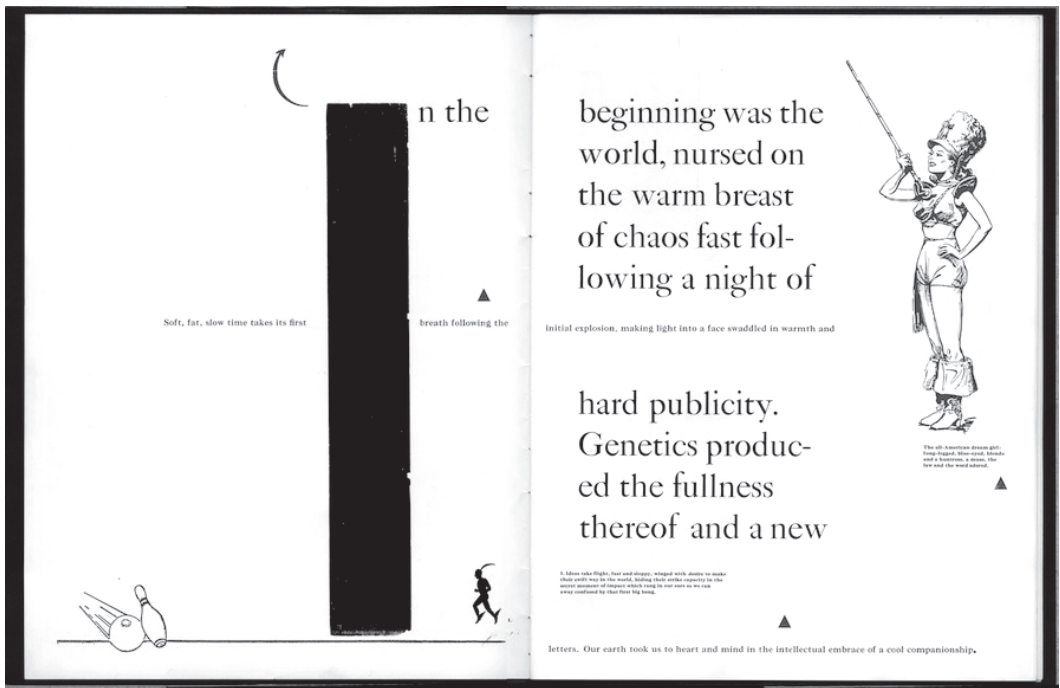 In the
Soft, fat, slow time takes its first breath following the
1.
beginning was the
world, nursed on
the warm breast
of chaos fast fol-
lowing a night of
initial explosion, making light into a face swaddled in warmth and
hard publicity.
Genetics produc-
ed the fullness
thereof and a new
The all-American dream girl:
long-legged, blue-eyed, blonde
and a huntress, a muse, the
law and the word adored.
1. Ideas take flight, fast and sloppy, winged with desire to make
their swift way in the world, hiding their strike capacity in the
secret moment of impact which rung in our ears as we ran
away confused by that first big bang.
letters. Our earth took us to heart and mind in the intellectual embrace of a cool companionship.